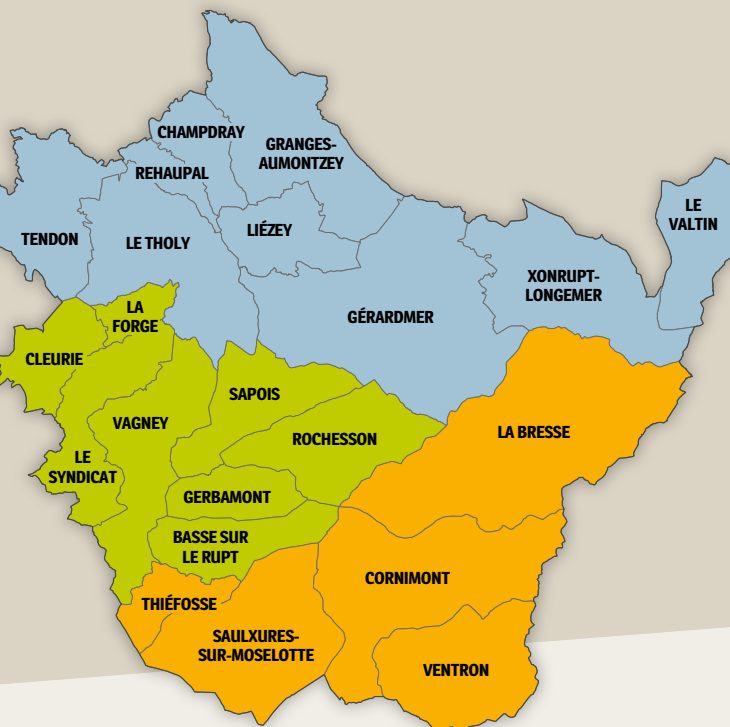 CHAMPDRAY
GRANGES-
AUMONTZEY
REHAUPAL
LE
VALTIN
TENDON
LE THOLY
LIÉZEY
XONRUPT-
LONGEMER
LA
FORGE
GÉRARDMER
CLEURIE
SAPOIS
VAGNEY
ROCHESSON
LA BRESSE
LE
SYNDICAT
GERBAMONT
BASSE SUR
LE RUPT
CORNIMONT
THIÉFOSSE
SAULXURES-
SUR-MOSELOTTE
VENTRON